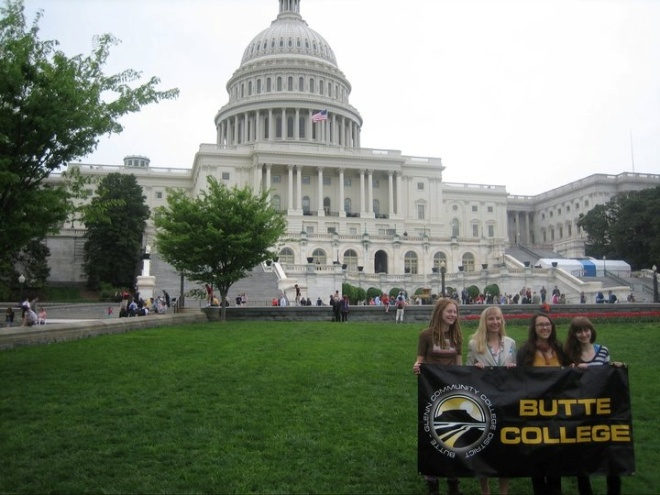 BUTTE - GLENN COMMUNITY COLLEGE DISTRICT
BUTTE
COLLEGE